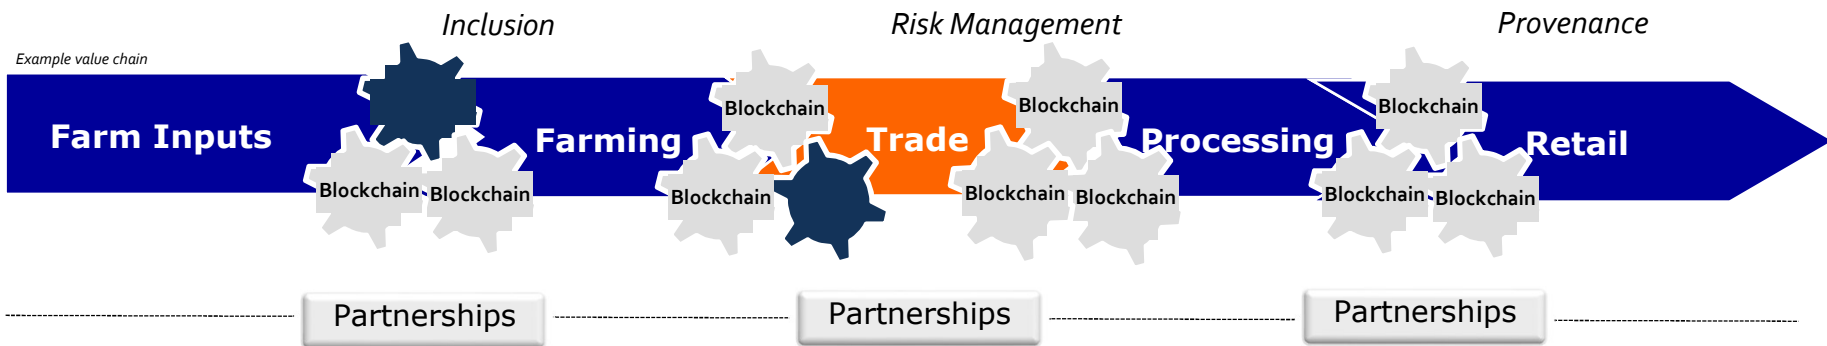 Inclusion
Risk Management
Provenance
Example value chain
Farm Inputs
Farming
Trade
Processing
Retail
Blockchain
Blockchain
Blockchain
Blockchain
Blockchain
Blockchain
Blockchain
Blockchain
Blockchain
Blockchain
Partnerships
Partnerships
Partnerships